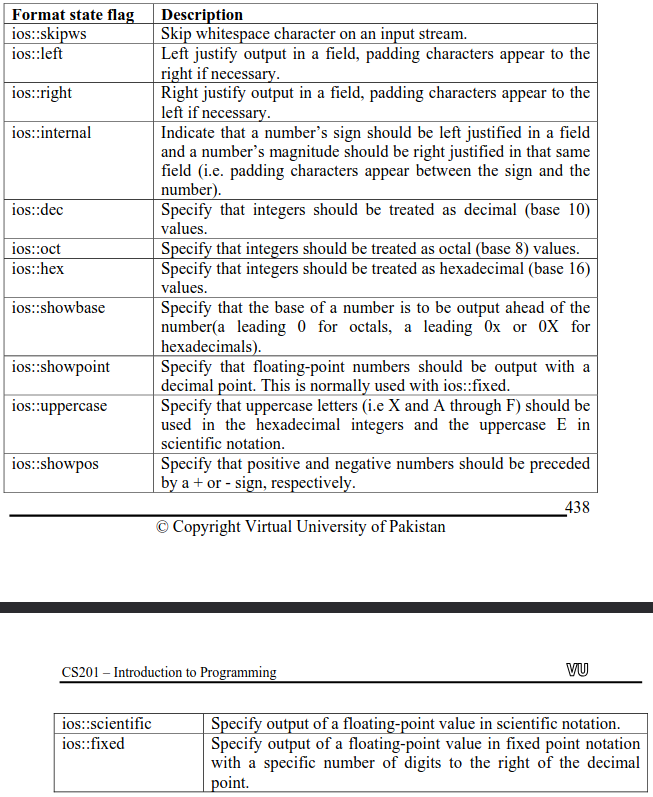 Format state flag Description
ios::skipws Skip whitespace character on an input stream.
ios::left Left justify output in a field, padding characters appear to the
right if necessary.
ios::right Right justify output in a field, padding characters appear to the
left if necessary.
ios::internal Indicate that a number’s sign should be left justified in a field
and a number’s magnitude should be right justified in that same
field (i.e. padding characters appear between the sign and the
number).
ios::dec Specify that integers should be treated as decimal (base 10)
values.
ios::oct Specify that integers should be treated as octal (base 8) values.
ios::hex Specify that integers should be treated as hexadecimal (base 16)
values.
ios::showbase Specify that the base of a number is to be output ahead of the
number(a leading 0 for octals, a leading 0x or 0X for
hexadecimals).
ios::showpoint Specify that floating-point numbers should be output with a
decimal point. This is normally used with ios::fixed.
ios::uppercase Specify that uppercase letters (i.e X and A through F) should be
used in the hexadecimal integers and the uppercase E in
scientific notation.
ios::showpos Specify that positive and negative numbers should be preceded
by a + or - sign, respectively.
438
© Copyright Virtual University of Pakistan
CS201 – Introduction to Programming VU
ios::scientific Specify output of a floating-point value in scientific notation.
ios::fixed Specify output of a floating-point value in fixed point notation
with a specific number of digits to the right of the decimal
point.